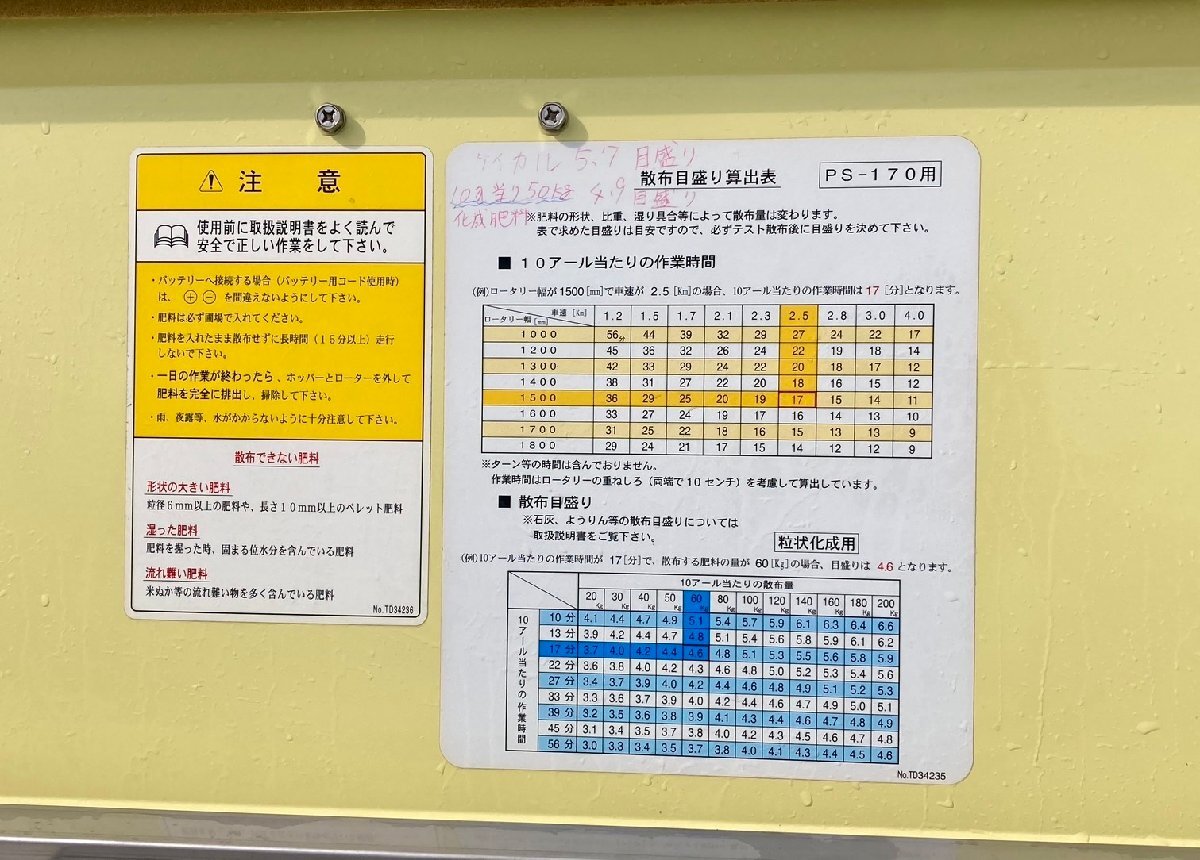 注 意
使用前に取扱説明書をよく読んで
安全で正しい作業をして下さい。
・バッテリーへ接続する場合（バッテリー用コード使用時）
は、⊕⊖を間違えないようにして下さい。
・肥料は必ず圃場で入れてください。
・肥料を入れたまま散布せずに長時間（15分以上）走行
しないで下さい。
・一日の作業が終わったら、ホッパーとローターを外して
肥料を完全に排出し、掃除して下さい。
・雨、夜露等、水がかからないように十分注意して下さい。
散布できない肥料
形状の大きい肥料
粒径6mm以上の肥料や、長さ10mm以上のペレット肥料
湿った肥料
肥料を握った時、固まる位水分を含んでいる肥料
流れ難い肥料
米ぬか等の流れ難い物を多く含んでいる肥料
No.TD34236
ケイカル 5.7 目盛り
散布目盛り算出表 PS-170用
4.9 目盛り
化成肥料
※肥料の形状、比重、湿り具合等によって散布量は変わります。
表で求めた目盛りは目安ですので、必ずテスト散布後に目盛りを決めて下さい。
■ 10アール当たりの作業時間
(例)ロータリー幅が1500[mm]で車速が 2.5[Km]の場合、10アール当たりの作業時間は17[分]となります。
ロータリー幅[mm] 車速[Km] 1.2 1.5 1.7 2.1 2.3 2.5 2.8 3.0 4.0
1000 56分 44 39 32 29 27 24 22 17
1200 45 36 32 26 24 22 19 18 14
1300 42 33 29 24 22 20 18 17 12
1400 38 31 27 22 20 18 16 15 12
1500 36 29 25 20 19 17 15 14 11
1600 33 27 24 19 17 16 14 13 10
1700 31 25 22 18 16 15 13 13 9
1800 29 24 21 17 15 14 12 12 9
※ターン等の時間は含んでおりません。
作業時間はロータリーの重ねしろ（両端で10センチ）を考慮して算出しています。
■ 散布目盛り
※石灰、ようりん等の散布目盛りについては
取扱説明書をご覧下さい。
粒状化成用
(例)10アール当たりの作業時間が 17[分]で、散布する肥料の量が 60[Kg]の場合、目盛りは 4.6 となります。
10アール当たりの散布量
20Kg 30Kg 40Kg 50Kg 60Kg 80Kg 100Kg 120Kg 140Kg 160Kg 180Kg 200Kg
10アール当たりの作業時間
10分 4.1 4.4 4.7 4.9 5.1 5.4 5.7 5.9 6.1 6.3 6.4 6.6
13分 3.9 4.2 4.4 4.7 4.8 5.1 5.4 5.6 5.8 5.9 6.1 6.2
17分 3.7 4.0 4.2 4.4 4.6 4.8 5.1 5.3 5.5 5.6 5.8 5.9
22分 3.6 3.8 4.0 4.2 4.3 4.6 4.8 5.0 5.2 5.3 5.4 5.6
27分 3.4 3.7 3.9 4.0 4.2 4.4 4.6 4.8 4.9 5.1 5.2 5.3
33分 3.3 3.6 3.7 3.9 4.0 4.2 4.4 4.6 4.7 4.9 5.0 5.1
39分 3.2 3.5 3.6 3.8 3.9 4.1 4.3 4.4 4.6 4.7 4.8 4.9
45分 3.1 3.4 3.5 3.7 3.8 4.0 4.2 4.3 4.5 4.6 4.7 4.8
56分 3.0 3.3 3.4 3.5 3.7 3.8 4.0 4.1 4.3 4.4 4.5 4.6
No.TD34235